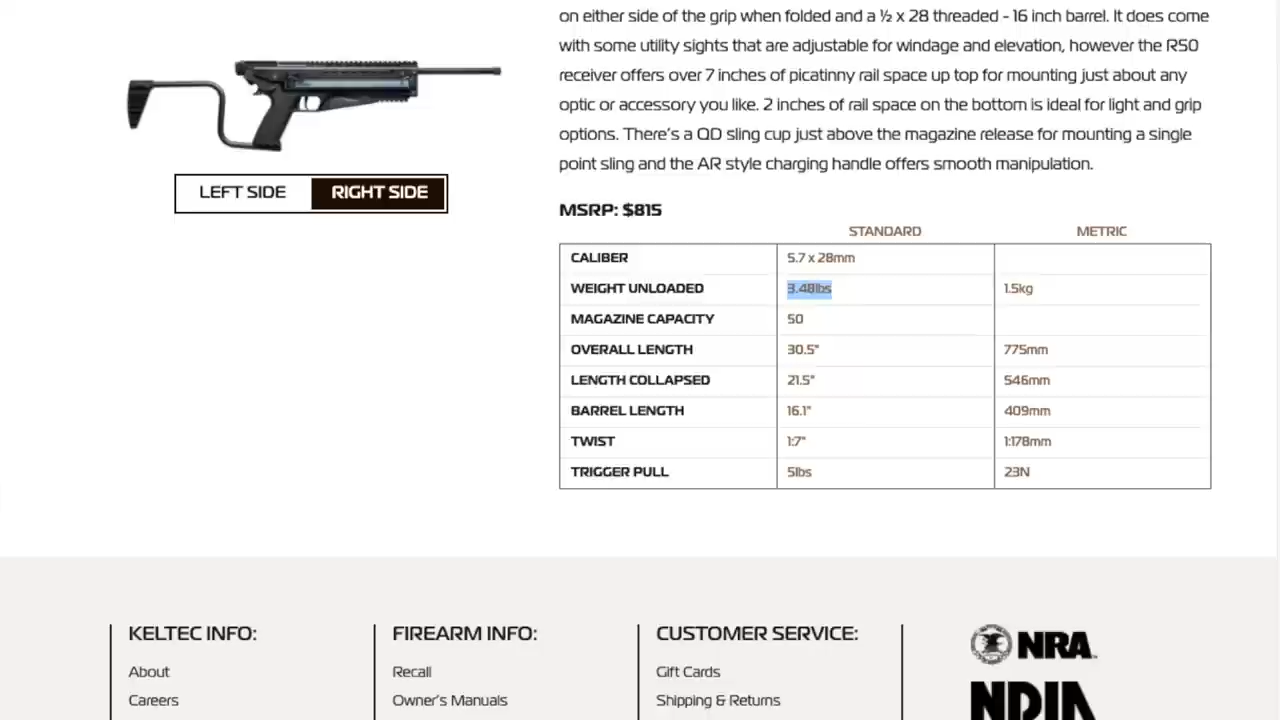 on either side of the grip when folded and a ½ x 28 threaded - 16 inch barrel. It does come
with some utility sights that are adjustable for windage and elevation, however the R50
receiver offers over 7 inches of picatinny rail space up top for mounting just about any
optic or accessory you like. 2 inches of rail space on the bottom is ideal for light and grip
options. There's a QD sling cup just above the magazine release for mounting a single
point sling and the AR style charging handle offers smooth manipulation.
LEFT SIDE RIGHT SIDE
MSRP: $815
STANDARD METRIC
CALIBER 5.7 x 28mm
WEIGHT UNLOADED 3.48lbs 1.5kg
MAGAZINE CAPACITY 50
OVERALL LENGTH 30.5" 775mm
LENGTH COLLAPSED 21.5" 546mm
BARREL LENGTH 16.1" 409mm
TWIST 1:7" 1:178mm
TRIGGER PULL 5lbs 23N
KELTEC INFO: FIREARM INFO: CUSTOMER SERVICE:
About Recall Gift Cards
Careers Owner's Manuals Shipping & Returns
NRA
NDIA